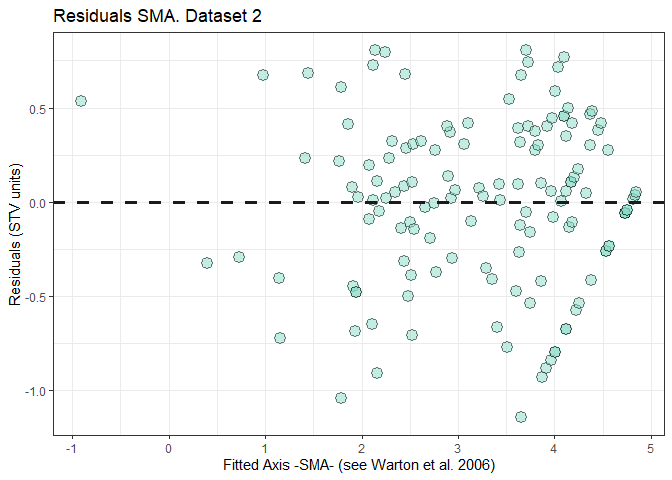 Residuals SMA. Dataset 2
Residuals (STV units)
0.5
0.0
-0.5
-1.0
-1 0 1 2 3 4 5
Fitted Axis -SMA- (see Warton et al. 2006)